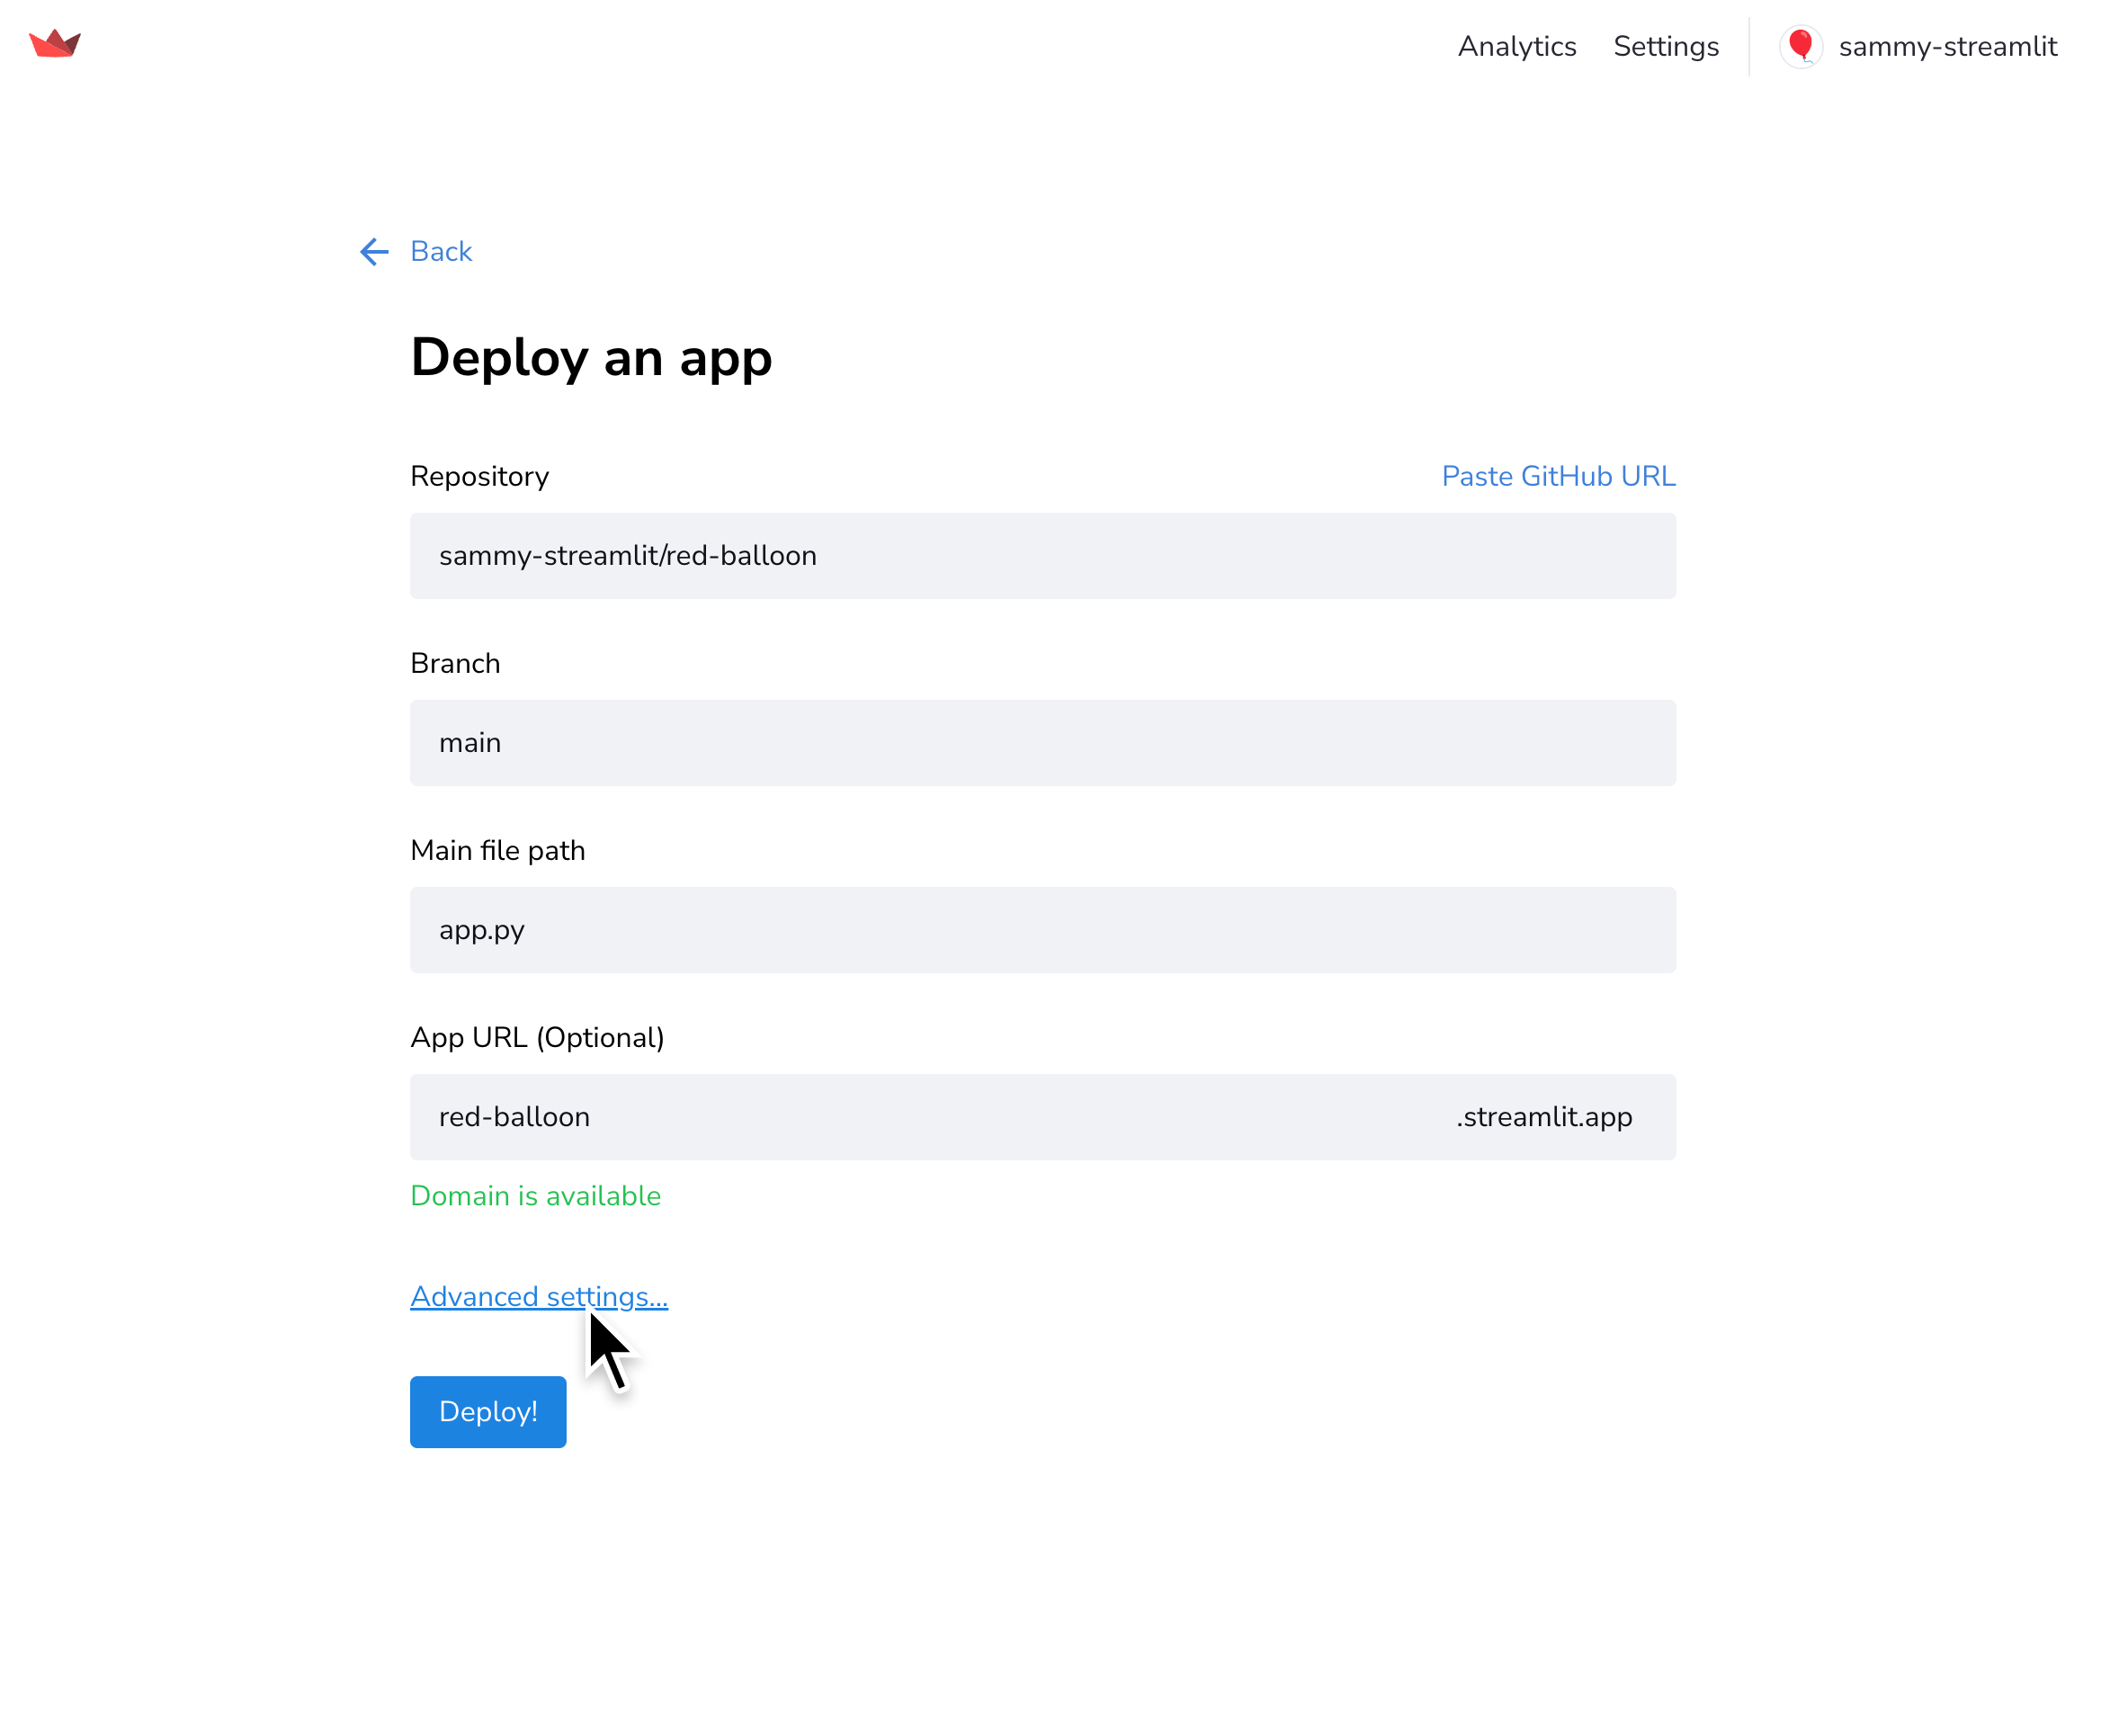 Analytics Settings sammy-streamlit
Back
Deploy an app
Repository Paste GitHub URL
sammy-streamlit/red-balloon
Branch
main
Main file path
app.py
App URL (Optional)
red-balloon .streamlit.app
Domain is available
Advanced settings...
Deploy!